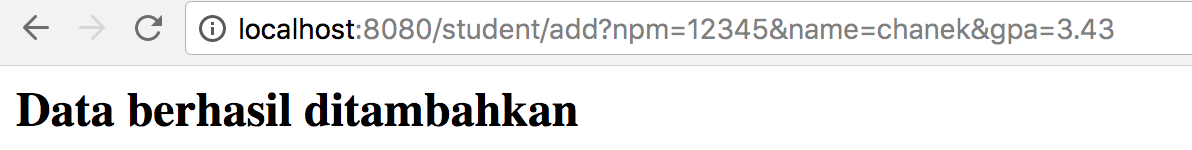 localhost:8080/student/add?npm=12345&name=chanek&gpa=3.43
Data berhasil ditambahkan